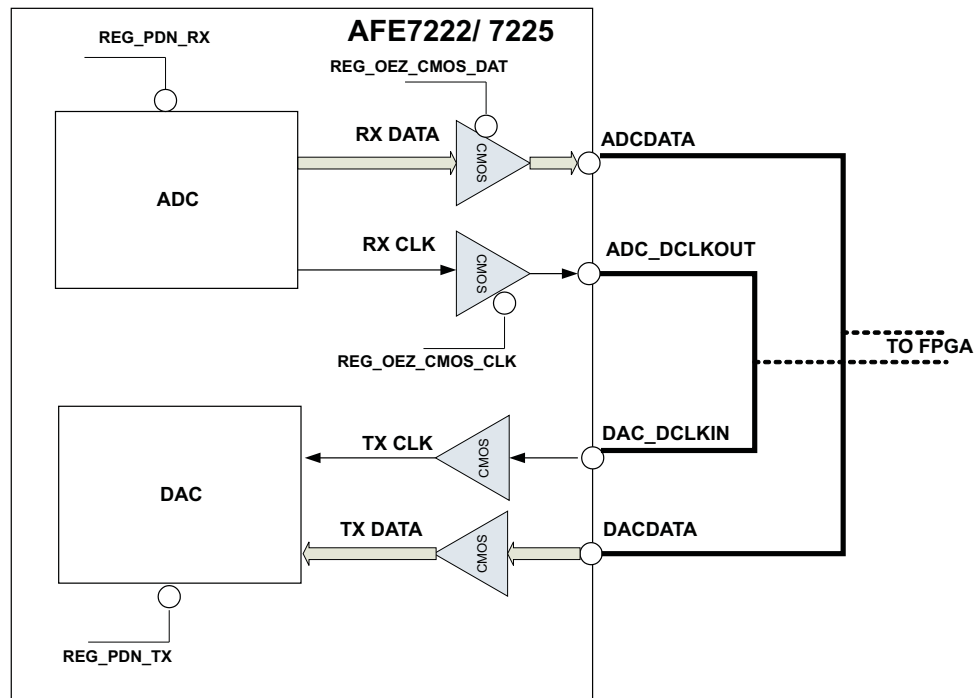 AFE7222/ 7225
REG_PDN_RX
REG_OEZ_CMOS_DAT
RX DATA
CMOS
ADCDATA
ADC
RX CLK
CMOS
ADC_DCLKOUT
REG_OEZ_CMOS_CLK
TO FPGA
TX CLK
CMOS
DAC_DCLKIN
DAC
TX DATA
CMOS
DACDATA
REG_PDN_TX